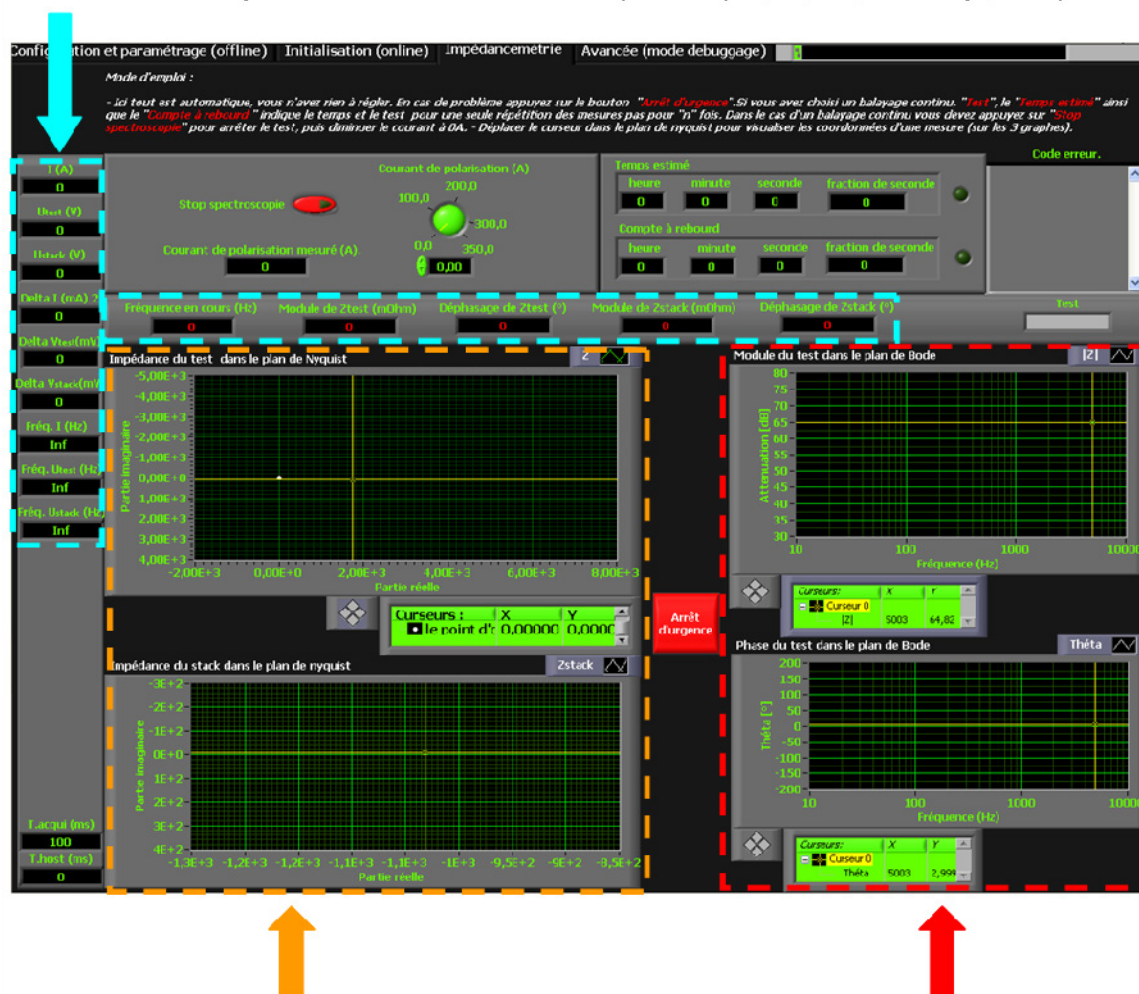 Configuration et paramétrage (offline) Initialisation (online) Impédancemétrie Avancée (mode debuggage)
Mode d'emploi :
- Ici tout est automatique, vous n'avez rien à régler. En cas de problème appuyez sur le bouton "Arrêt d'urgence".Si vous avez choisi un balayage continu. "Test", le "Temps estimé" ainsi
que le "Compte à rebourd" indique le temps et le test pour une seule répétition des mesures pas pour "n" fois. Dans le cas d'un balayage continu vous devez appuyez sur "Stop
spectroscopie" pour arrêter le test, puis diminuer le courant à 0A. - Déplacer le curseur dans le plan de nyquist pour visualiser les coordonnées d'une mesure (sur les 3 graphes).
I (A)
0
Utest (V)
0
Ustack (V)
0
Delta I (mA) 2
0
Delta Vtest(mV)
0
Delta Vstack(mV
0
Fréq. I (Hz)
Inf
Fréq. Utest (Hz)
Inf
Fréq. Ustack (Hz)
Inf
T.acqui (ms)
100
T.host (ms)
0
Stop spectroscopie
Courant de polarisation (A)
200,0
100,0
300,0
0,0 350,0
0,00
Courant de polarisation mesuré (A)
0
Temps estimé
heure minute seconde fraction de seconde
0 0 0 0
Compte à rebourd
heure minute seconde fraction de seconde
0 0 0 0
Code erreur.
Test
Fréquence en cours (Hz) Module de Ztest (mOhm) Déphasage de Ztest (°) Module de Zstack (mOhm) Déphasage de Zstack (°)
0 0 0 0 0
Impédance du test dans le plan de Nyquist
Z
-5,00E+3
-4,00E+3
-3,00E+3
-2,00E+3
-1,00E+3
0,00E+0
1,00E+3
2,00E+3
3,00E+3
4,00E+3
Partie imaginaire
-2,00E+3 0,00E+0 2,00E+3 4,00E+3 6,00E+3 8,00E+3
Partie réelle
Curseurs : X Y
le point d'r 0,00000 0,0000
Arrêt
d'urgence
Impédance du stack dans le plan de nyquist
Zstack
-3E+2
-2E+2
-1E+2
0E+0
1E+2
2E+2
3E+2
4E+2
Partie imaginaire
-1,3E+3 -1,2E+3 -1,1E+3 -1,1E+3 -1E+3 -9,5E+2 -9E+2 -8,5E+2
Partie réelle
Module du test dans le plan de Bode
|Z|
80
75
70
65
60
55
50
45
40
35
30
Attenuation [dB]
10 100 1000 10000
Fréquence (Hz)
Curseurs: X Y
Curseur 0
|Z| 5003 64,82
Phase du test dans le plan de Bode
Théta
200
150
100
50
0
-50
-100
-150
-200
Théta [°]
10 100 1000 10000
Fréquence (Hz)
Curseurs: X Y
Curseur 0
Théta 5003 2,999